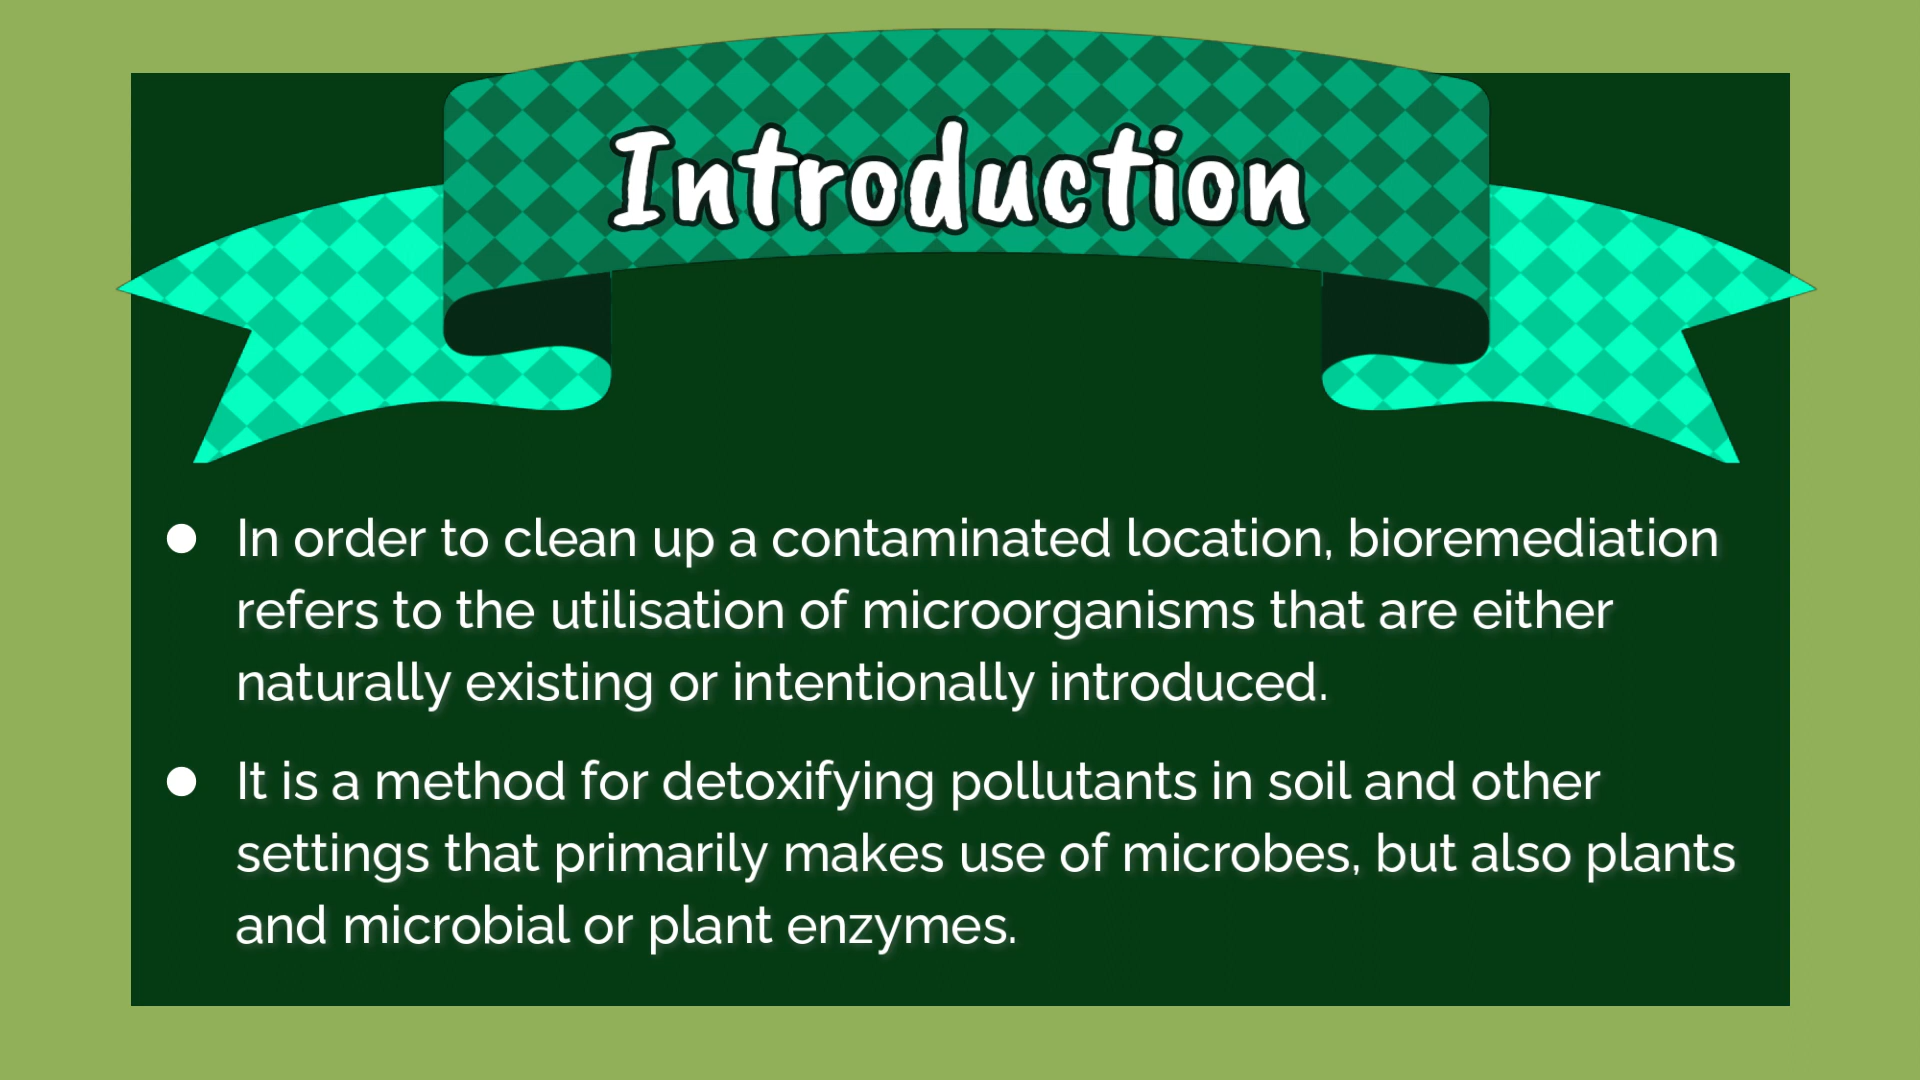 Introduction
● In order to clean up a contaminated location, bioremediation
refers to the utilisation of microorganisms that are either
naturally existing or intentionally introduced.
● It is a method for detoxifying pollutants in soil and other
settings that primarily makes use of microbes, but also plants
and microbial or plant enzymes.